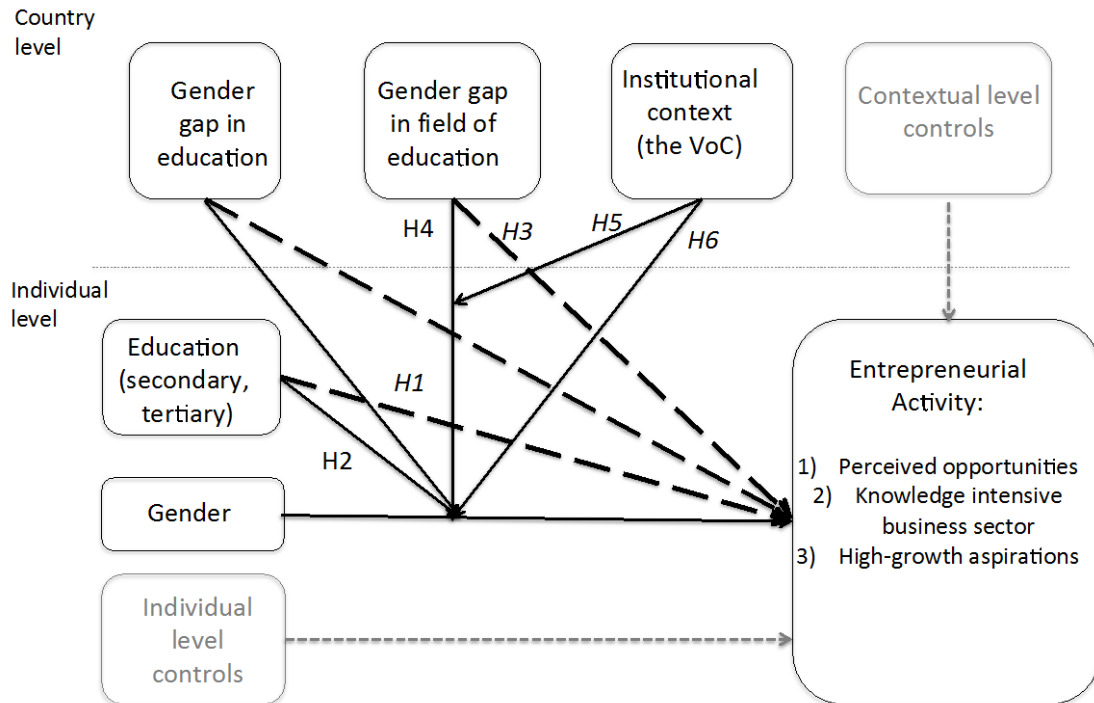 Country
level
Gender
gap in
education
Gender gap
in field of
education
Institutional
context
(the VoC)
Contextual level
controls
H4
H3
H5
H6
Individual
level
Education
(secondary,
tertiary)
H1
H2
Gender
Individual
level
controls
Entrepreneurial
Activity:
1) Perceived opportunities
2) Knowledge intensive
business sector
3) High-growth aspirations